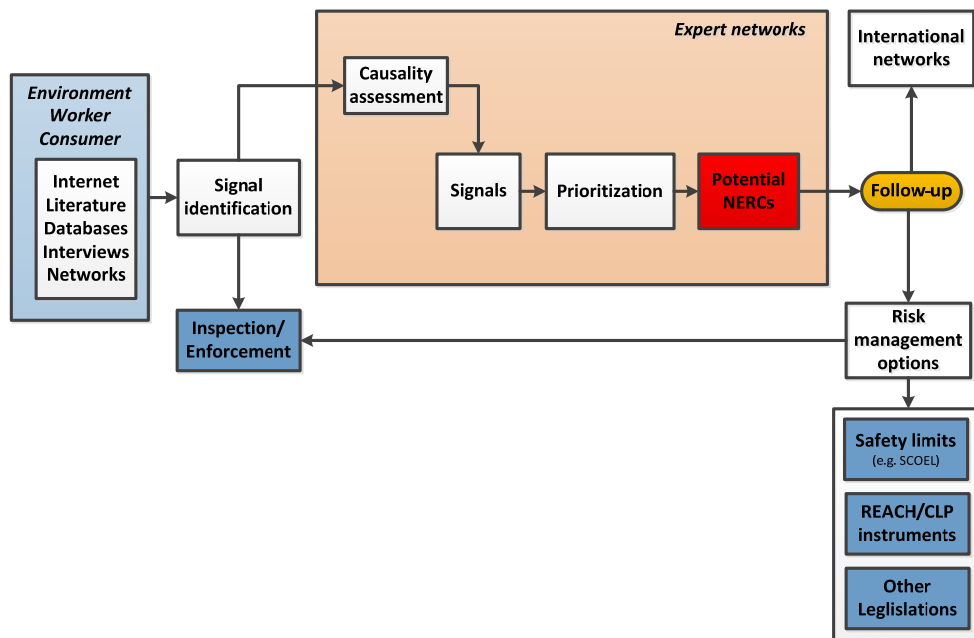 Expert networks
International
networks
Causality
assessment
Environment
Worker
Consumer
Internet
Literature
Databases
Interviews
Networks
Signal
identification
Signals
Prioritization
Potential
NERCs
Follow-up
Inspection/
Enforcement
Risk
management
options
Safety limits
(e.g. SCOEL)
REACH/CLP
instruments
Other
Leglislations